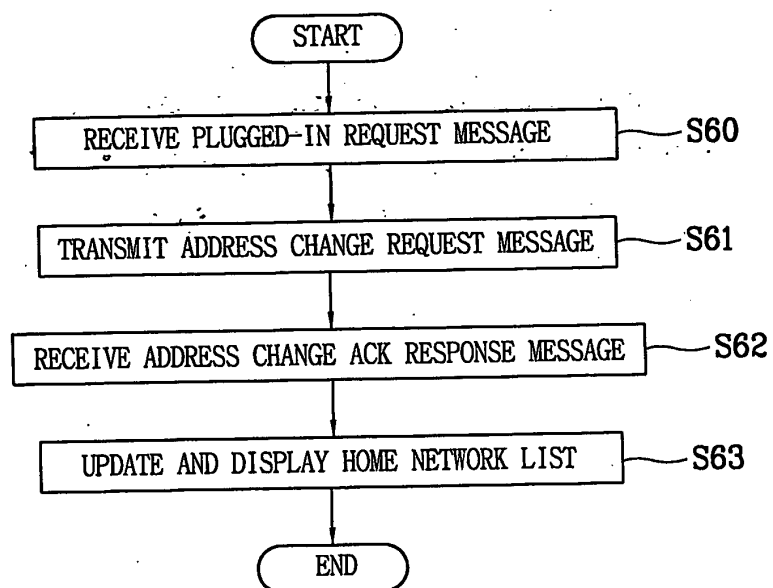 START
RECEIVE PLUGGED-IN REQUEST MESSAGE
S60
TRANSMIT ADDRESS CHANGE REQUEST MESSAGE
S61
RECEIVE ADDRESS CHANGE ACK RESPONSE MESSAGE
S62
UPDATE AND DISPLAY HOME NETWORK LIST
S63
END